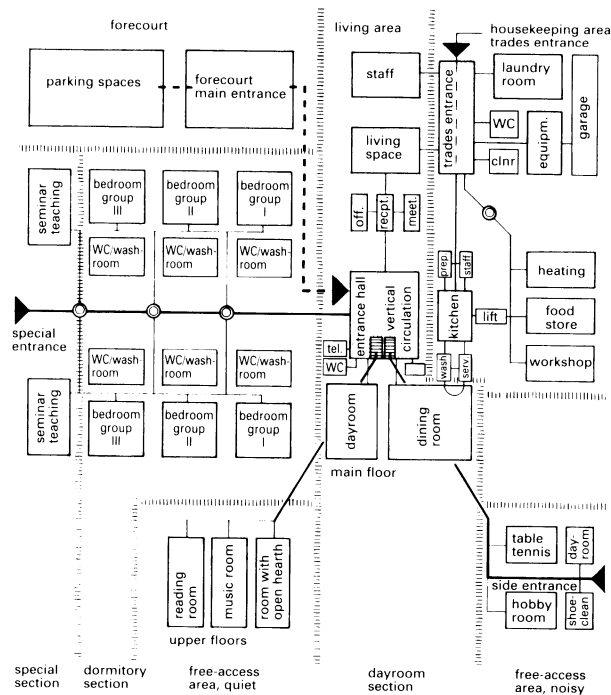 forecourt
living area
housekeeping area
trades entrance
parking spaces
forecourt
main entrance
staff
trades entrance
laundry
room
WC
equipm.
garage
clnr
living
space
seminar
teaching
bedroom
group
III
bedroom
group
II
bedroom
group
I
off.
recpt.
meet.
WC/wash-
room
WC/wash-
room
WC/wash-
room
prep
staff
heating
entrance hall
vertical
circulation
kitchen
lift
food
store
special
entrance
tel.
WC
wash
serv.
workshop
WC/wash-
room
WC/wash-
room
WC/wash-
room
seminar
teaching
bedroom
group
III
bedroom
group
II
bedroom
group
I
dayroom
dining
room
main floor
reading
room
music room
room with
open hearth
upper floors
table
tennis
day-
room
side entrance
hobby
room
shoe-
clean
special
section
dormitory
section
free-access
area, quiet
dayroom
section
free-access
area, noisy